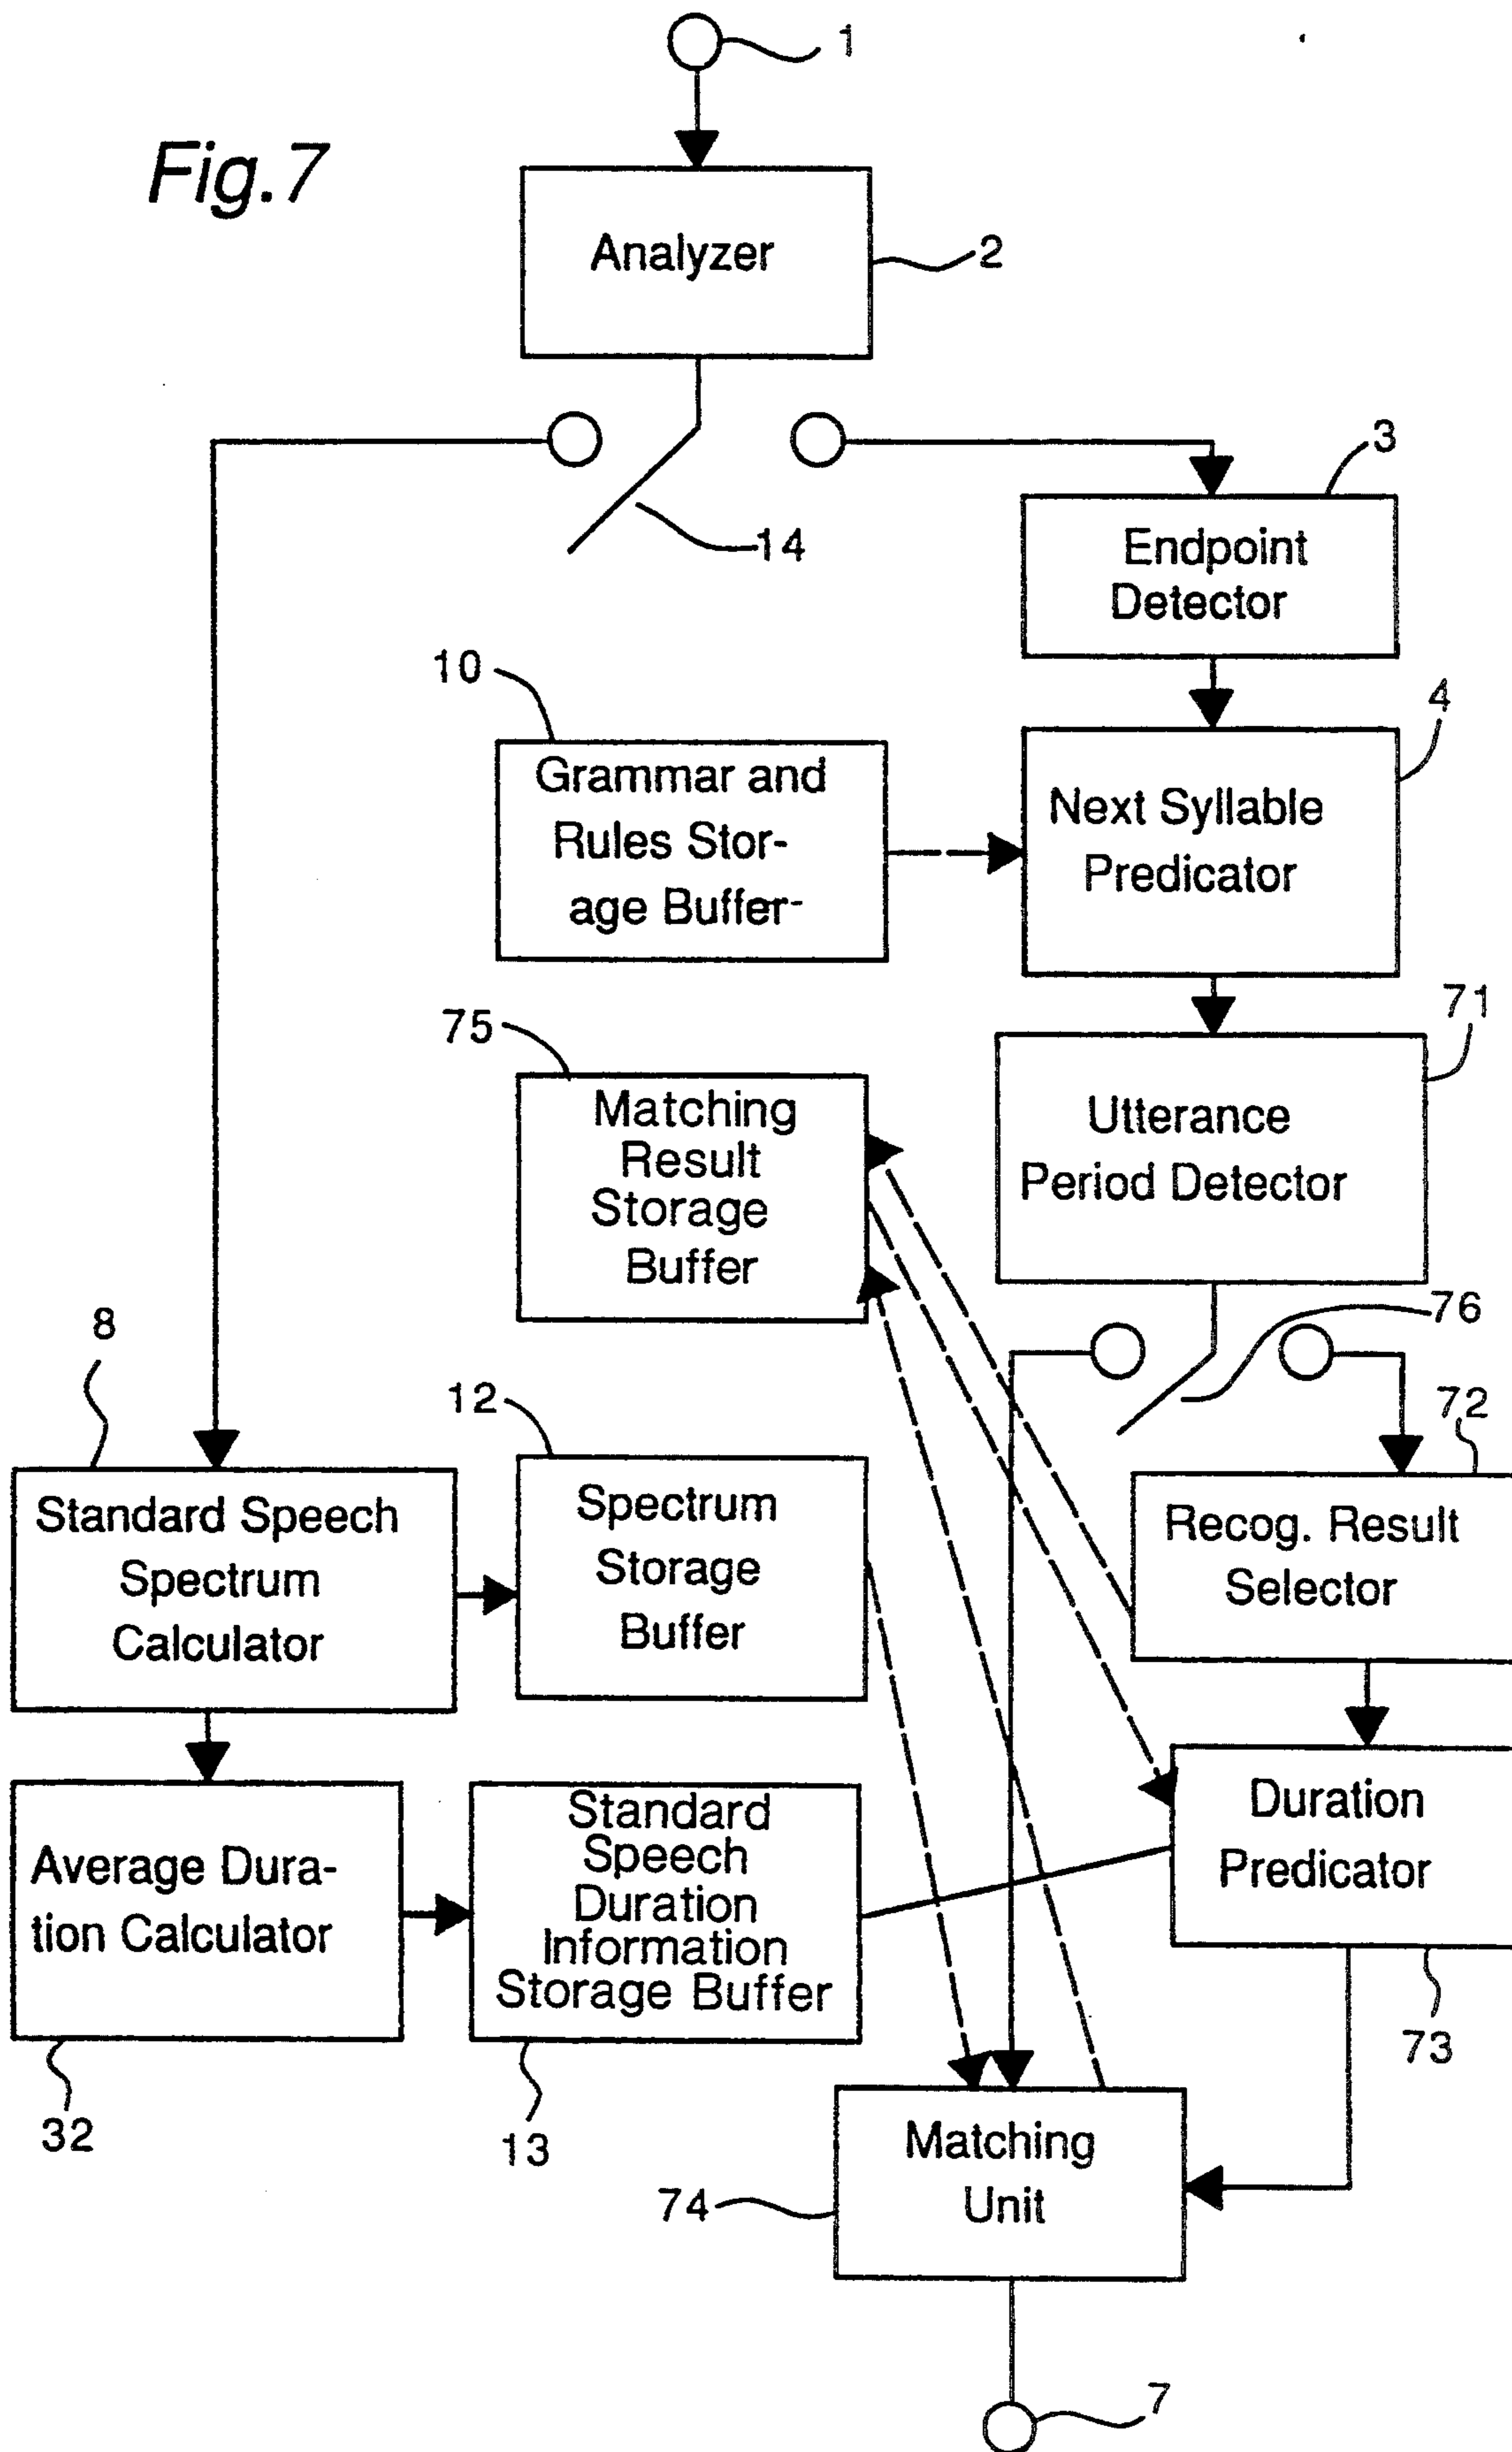 1
Fig.7
Analyzer
2
14
3
Endpoint
Detector
10
4
Grammar and
Rules Stor-
age Buffer-
Next Syllable
Predicator
75
71
Matching
Result
Storage
Buffer
Utterance
Period Detector
76
8
12
72
Standard Speech
Spectrum
Calculator
Spectrum
Storage
Buffer
Recog. Result
Selector
Average Dura-
tion Calculator
Standard
Speech
Duration
Information
Storage Buffer
Duration
Predicator
32
13
73
74
Matching
Unit
7